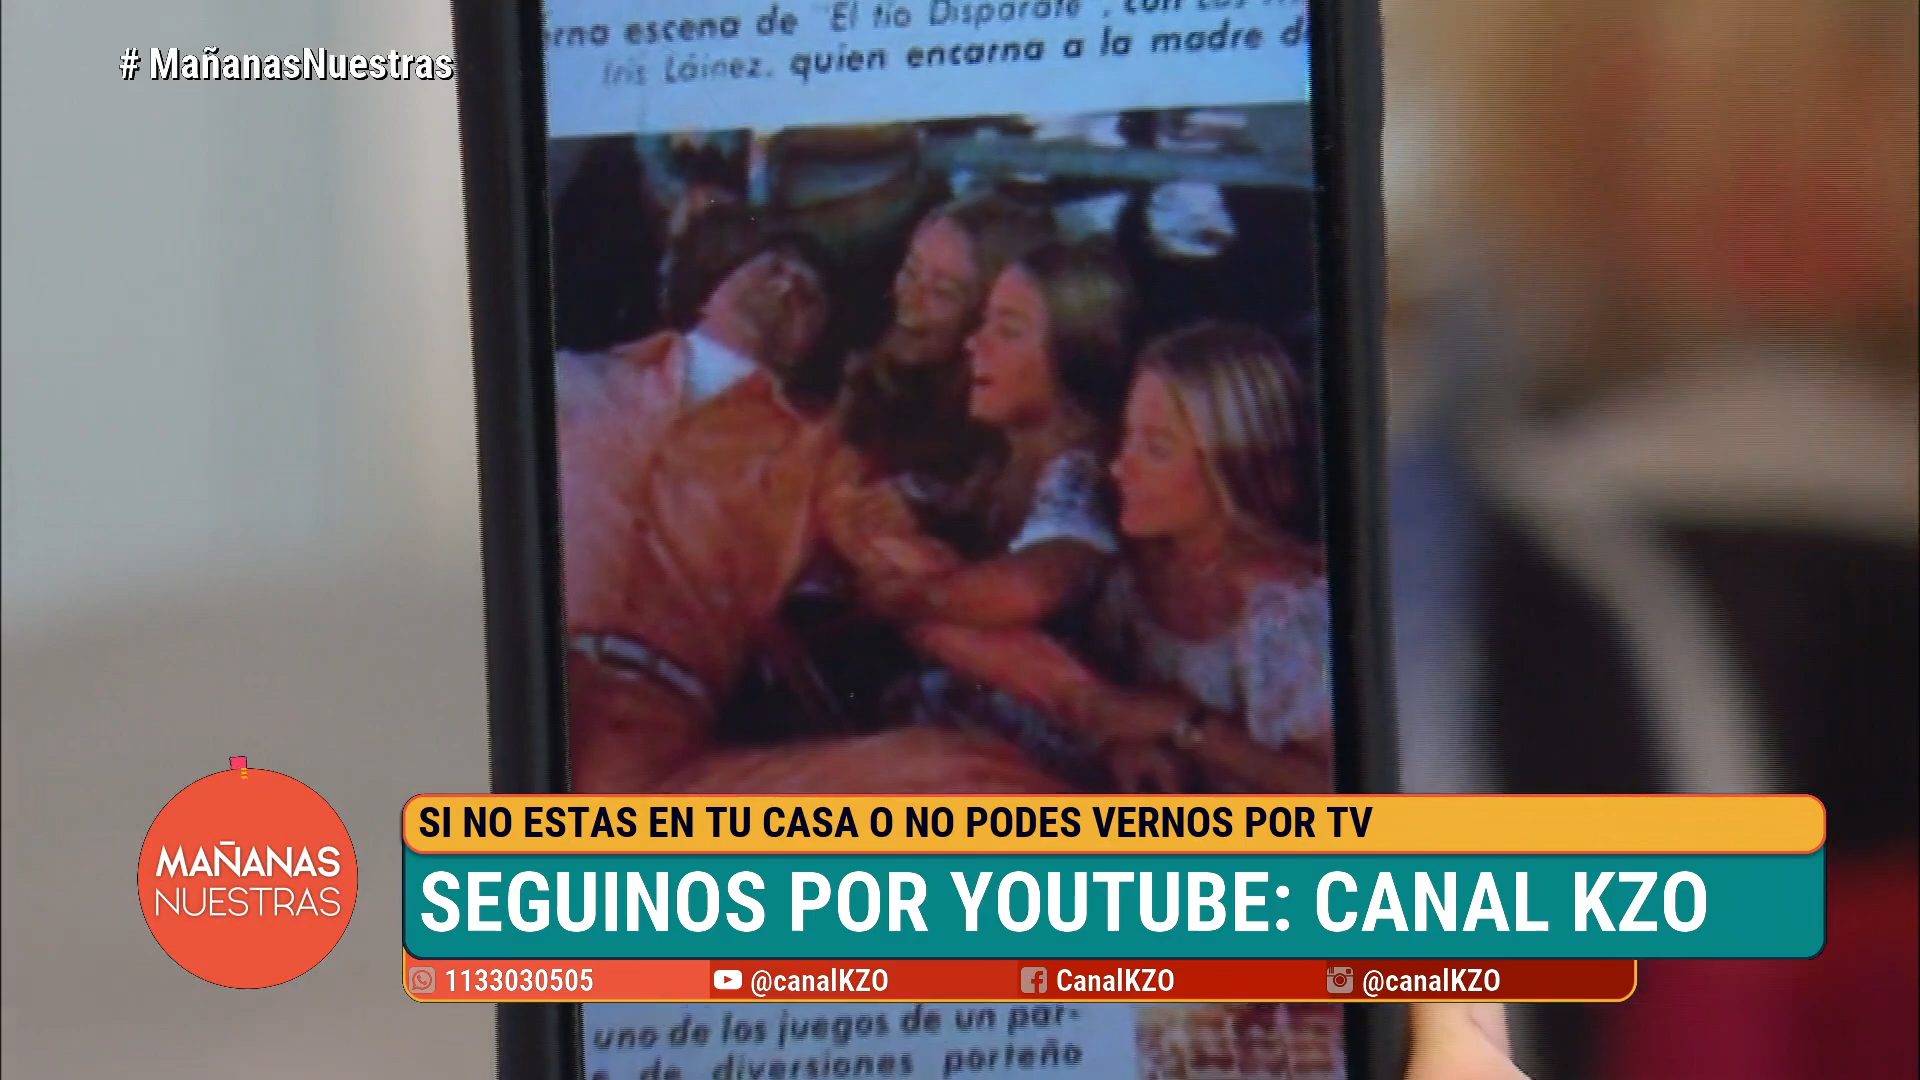 # MañanasNuestras
escena de "El tío Disparate", con
Iris Láinez, quien encarna a la madre
MAÑANAS
NUESTRAS
SI NO ESTAS EN TU CASA O NO PODES VERNOS POR TV
SEGUINOS POR YOUTUBE: CANAL KZO
1133030505
@canalKZO
CanalKZO
@canalKZO
uno de los juegos de un par-
de diversiones porteño